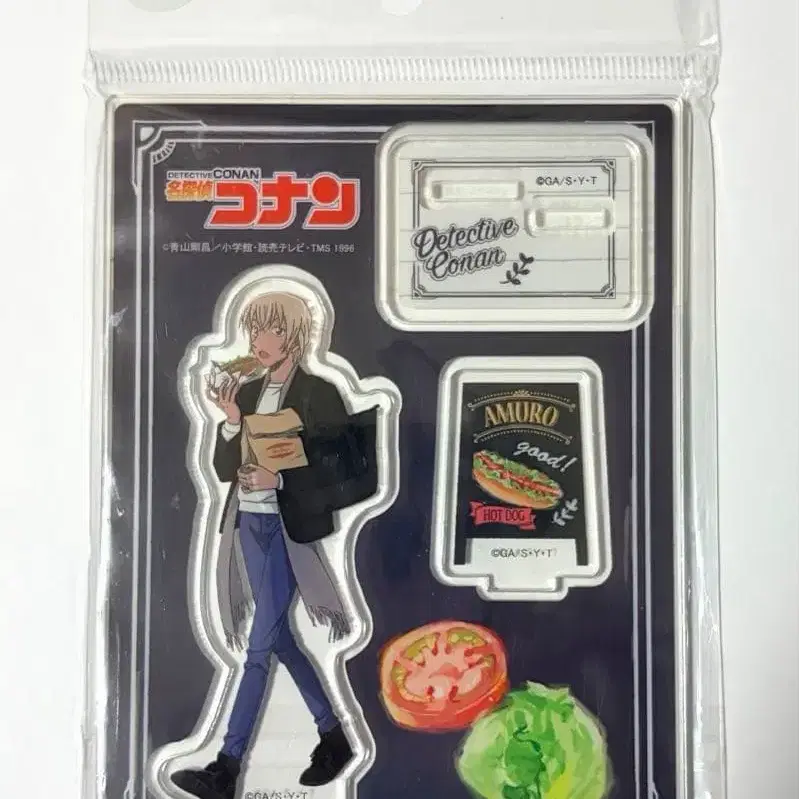 DETECTIVE CONAN
名探偵コナン
©青山剛昌／小学館・読売テレビ・TMS 1996
©GA/S・Y・T
Detective
Conan
AMURO
good!
HOT DOG
©GA/S・Y・T
©GA/S・Y・T